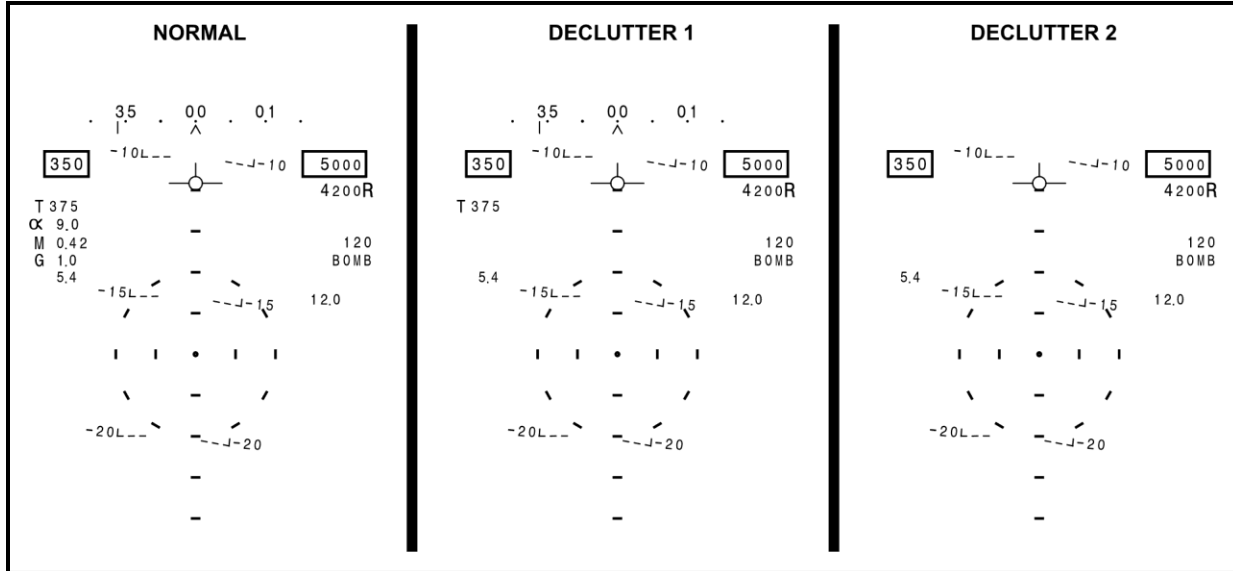 NORMAL
35 00 01
350 -10 -10 5000
4200R
T 375
α 9.0
M 0.42 120
G 1.0 BOMB
5.4
-15 -15 12.0
-20 -20
DECLUTTER 1
35 00 01
350 -10 -10 5000
4200R
T 375
120
BOMB
5.4
-15 -15 12.0
-20 -20
DECLUTTER 2
350 -10 -10 5000
4200R
120
BOMB
5.4
-15 -15 12.0
-20 -20